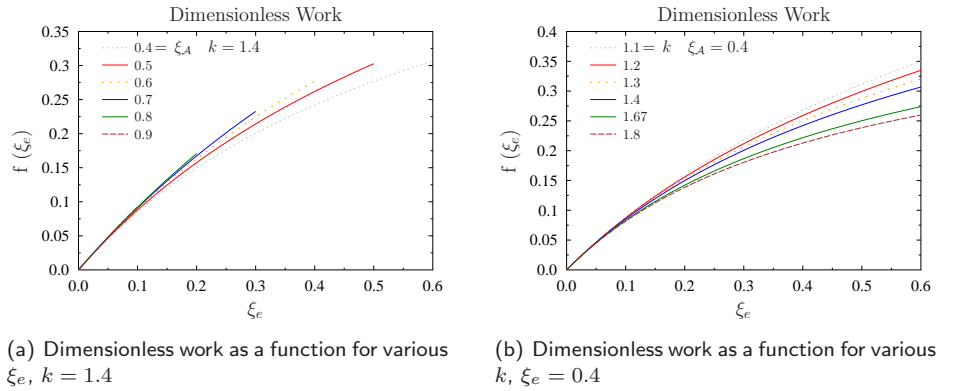 Dimensionless Work
0.35
0.30
0.25
0.20
0.15
0.1
0.05
0.0
f (ξe)
0.4 = ξA k = 1.4
0.5
0.6
0.7
0.8
0.9
0.0 0.1 0.2 0.3 0.4 0.5 0.6
ξe
(a) Dimensionless work as a function for various
ξe, k = 1.4
Dimensionless Work
0.4
0.35
0.3
0.25
0.2
0.15
0.1
0.05
0.0
f (ξe)
1.1 = k ξA = 0.4
1.2
1.3
1.4
1.67
1.8
0.0 0.1 0.2 0.3 0.4 0.5 0.6
ξe
(b) Dimensionless work as a function for various
k, ξe = 0.4